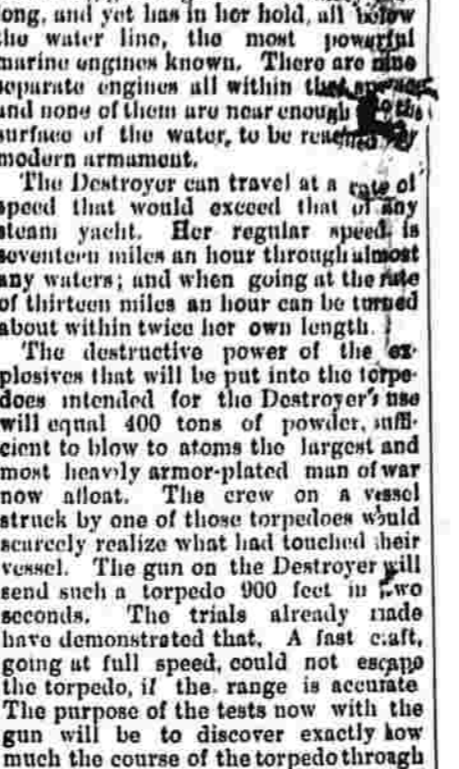 long, and yet has in her hold, all below
the water line, the most powerful
marine engines known. There are nine
separate engines all within that
and none of them are near enough to the
surface of the water, to be reached by
modern armament.
The Destroyer can travel at a rate of
speed that would exceed that of any
steam yacht. Her regular speed is
seventeen miles an hour through almost
any waters; and when going at the rate
of thirteen miles an hour can be turned
about within twice her own length.
The destructive power of the ex-
plosives that will be put into the torpe-
does intended for the Destroyer's use
will equal 400 tons of powder, suffi-
cient to blow to atoms the largest and
most heavily armor-plated man of war
now afloat. The crew on a vessel
struck by one of those torpedoes would
scarcely realize what had touched their
vessel. The gun on the Destroyer will
send such a torpedo 900 feet in two
seconds. The trials already made
have demonstrated that. A fast craft,
going at full speed, could not escape
the torpedo, if the range is accurate
The purpose of the tests now with the
gun will be to discover exactly how
much the course of the torpedo through